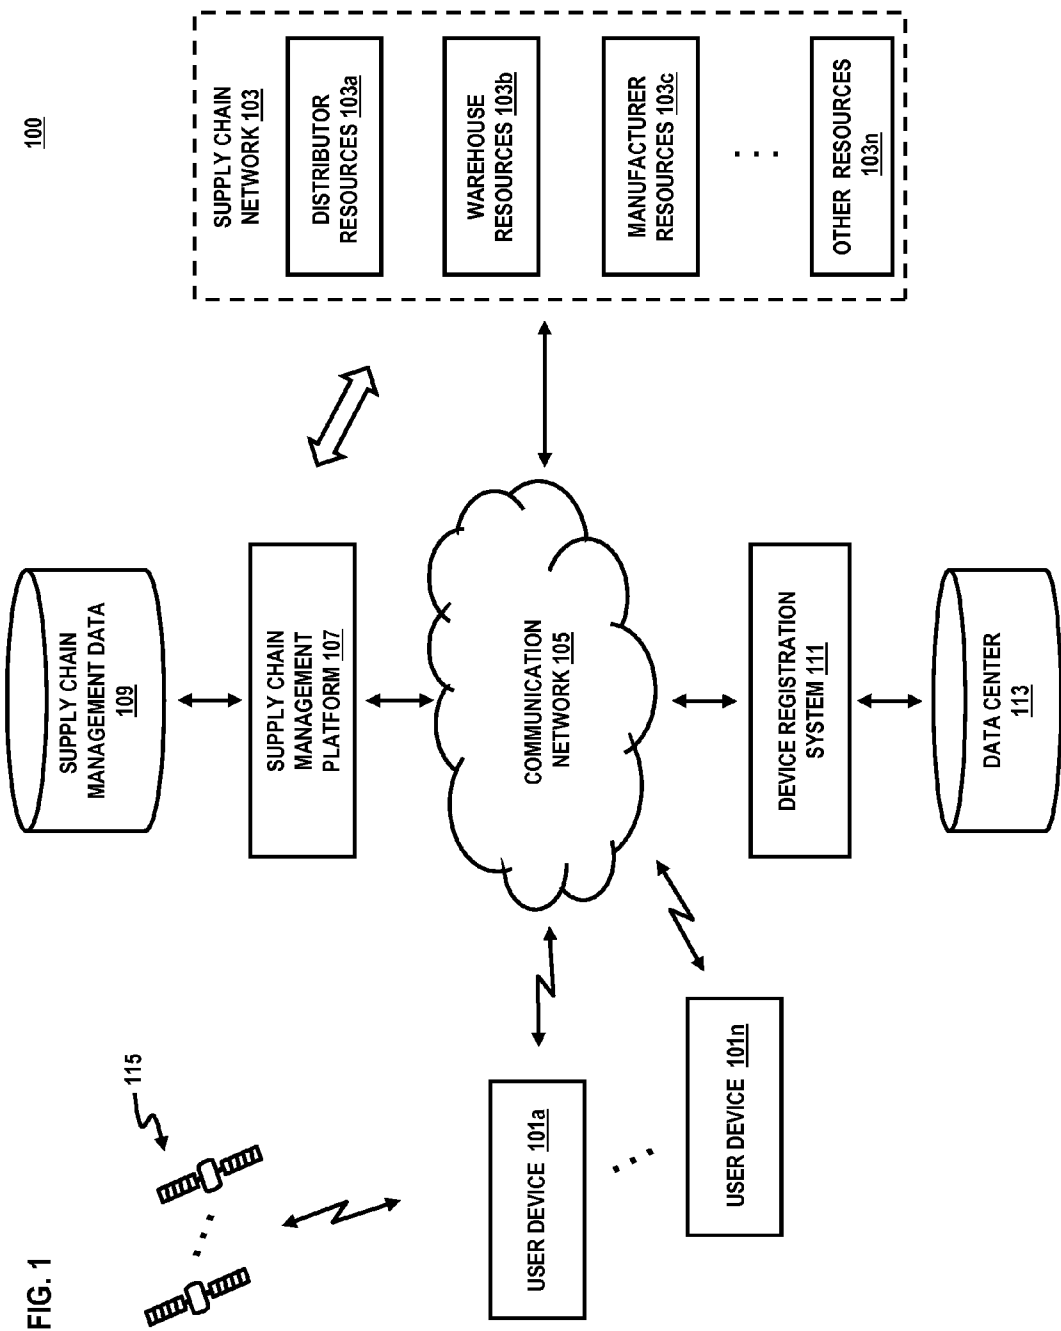 FIG. 1
100
115
SUPPLY CHAIN
MANAGEMENT DATA
109
SUPPLY CHAIN
MANAGEMENT
PLATFORM 107
SUPPLY CHAIN
NETWORK 103
DISTRIBUTOR
RESOURCES 103a
WAREHOUSE
RESOURCES 103b
MANUFACTURER
RESOURCES 103c
. . .
OTHER RESOURCES
103n
COMMUNICATION
NETWORK 105
USER DEVICE 101a
USER DEVICE 101n
DEVICE REGISTRATION
SYSTEM 111
DATA CENTER
113